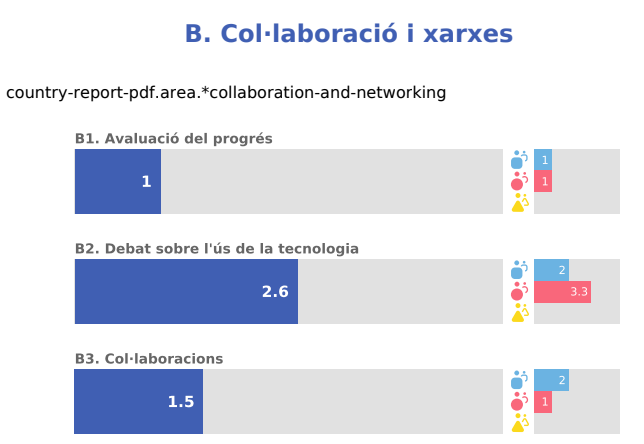 B. Col·laboració i xarxes
country-report-pdf.area.*collaboration-and-networking
B1. Avaluació del progrés
1
1
1
B2. Debat sobre l'ús de la tecnologia
2.6
2
3.3
B3. Col·laboracions
1.5
2
1